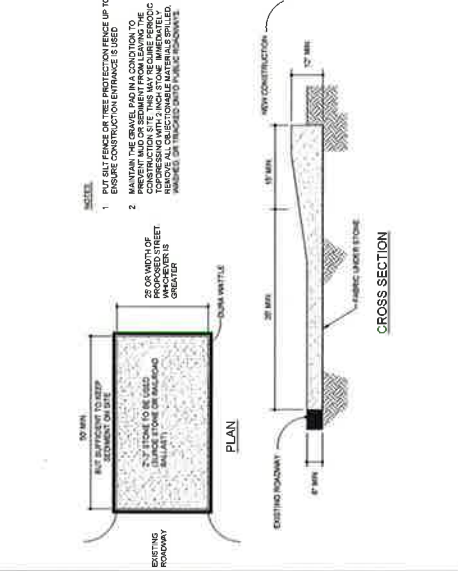 NOTES:
1 PUT SILT FENCE OR TREE PROTECTION FENCE UP TO
ENSURE CONSTRUCTION ENTRANCE IS USED
2 MAINTAIN THE GRAVEL PAD IN A CONDITION TO
PREVENT MUD OR SEDIMENT FROM LEAVING THE
CONSTRUCTION SITE. THIS MAY REQUIRE PERIODIC
TOPDRESSING WITH 2-INCH STONE. IMMEDIATELY
REMOVE ALL OBJECTIONABLE MATERIALS SPILLED,
WASHED, OR TRACKED ONTO PUBLIC ROADWAYS.
50' MIN
BUT SUFFICIENT TO KEEP
SEDIMENT ON SITE
2"-3" STONE TO BE USED
(SURGE STONE OR RAILROAD
BALLAST)
25' OR WIDTH OF
PROPOSED STREET,
WHICHEVER IS
GREATER
DURA WATTLE
EXISTING
ROADWAY
PLAN
NEW CONSTRUCTION
12" MIN
15' MIN
35' MIN
EXISTING ROADWAY
6" MIN
FABRIC UNDER STONE
CROSS SECTION